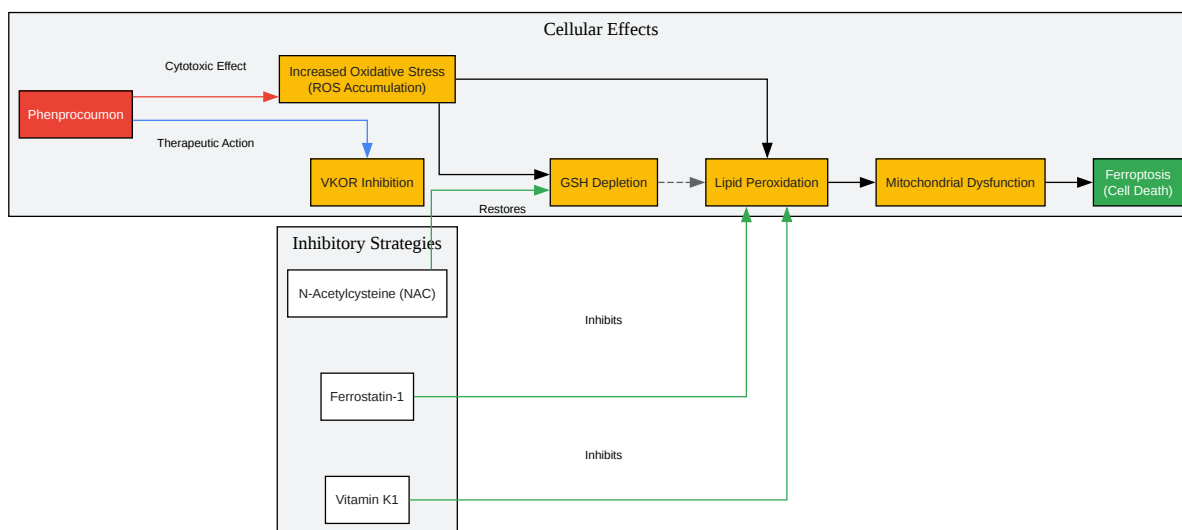 Cellular Effects
Cytotoxic Effect
Increased Oxidative Stress
(ROS Accumulation)
Phenprocoumon
Therapeutic Action
VKOR Inhibition
GSH Depletion
Lipid Peroxidation
Mitochondrial Dysfunction
Ferroptosis
(Cell Death)
Restores
Inhibitory Strategies
N-Acetylcysteine (NAC)
Inhibits
Ferrostatin-1
Inhibits
Vitamin K1